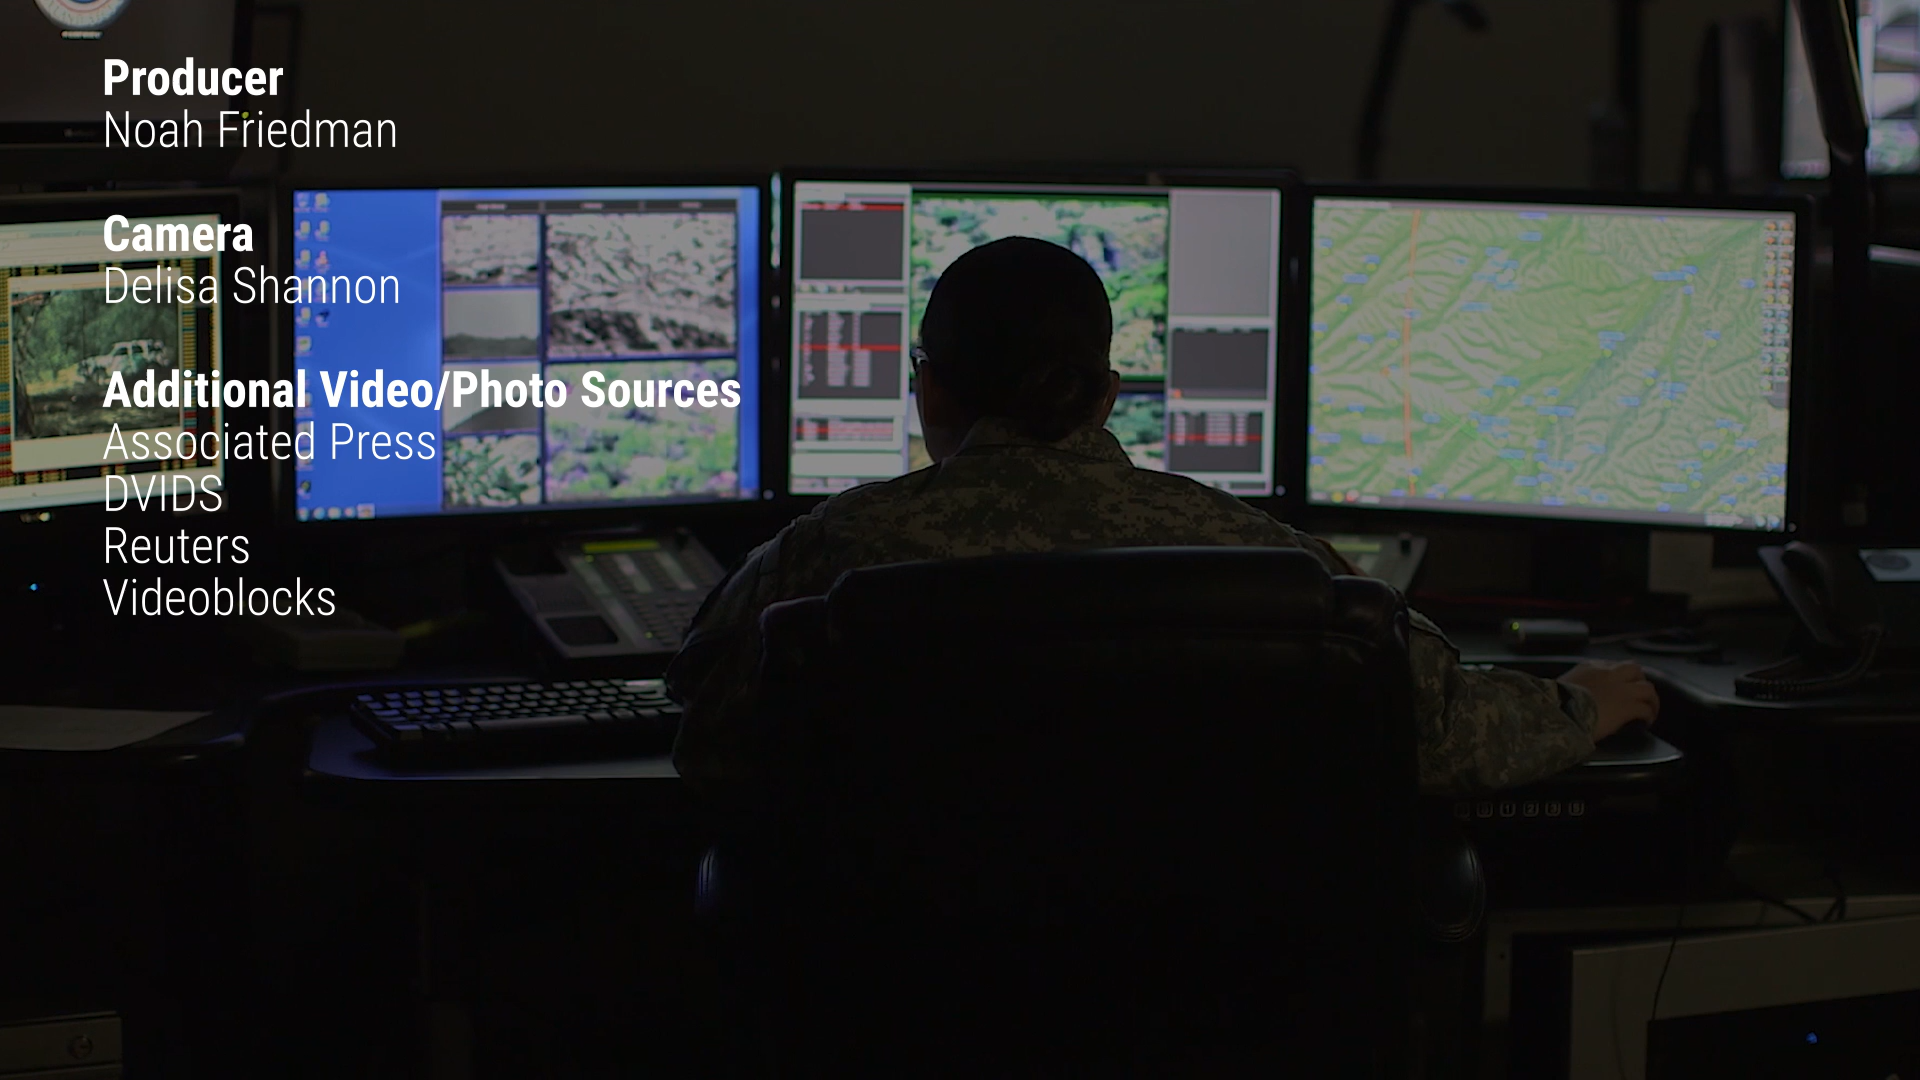 Producer
Noah Friedman
Camera
Delisa Shannon
Additional Video/Photo Sources
Associated Press
DVIDS
Reuters
Videoblocks